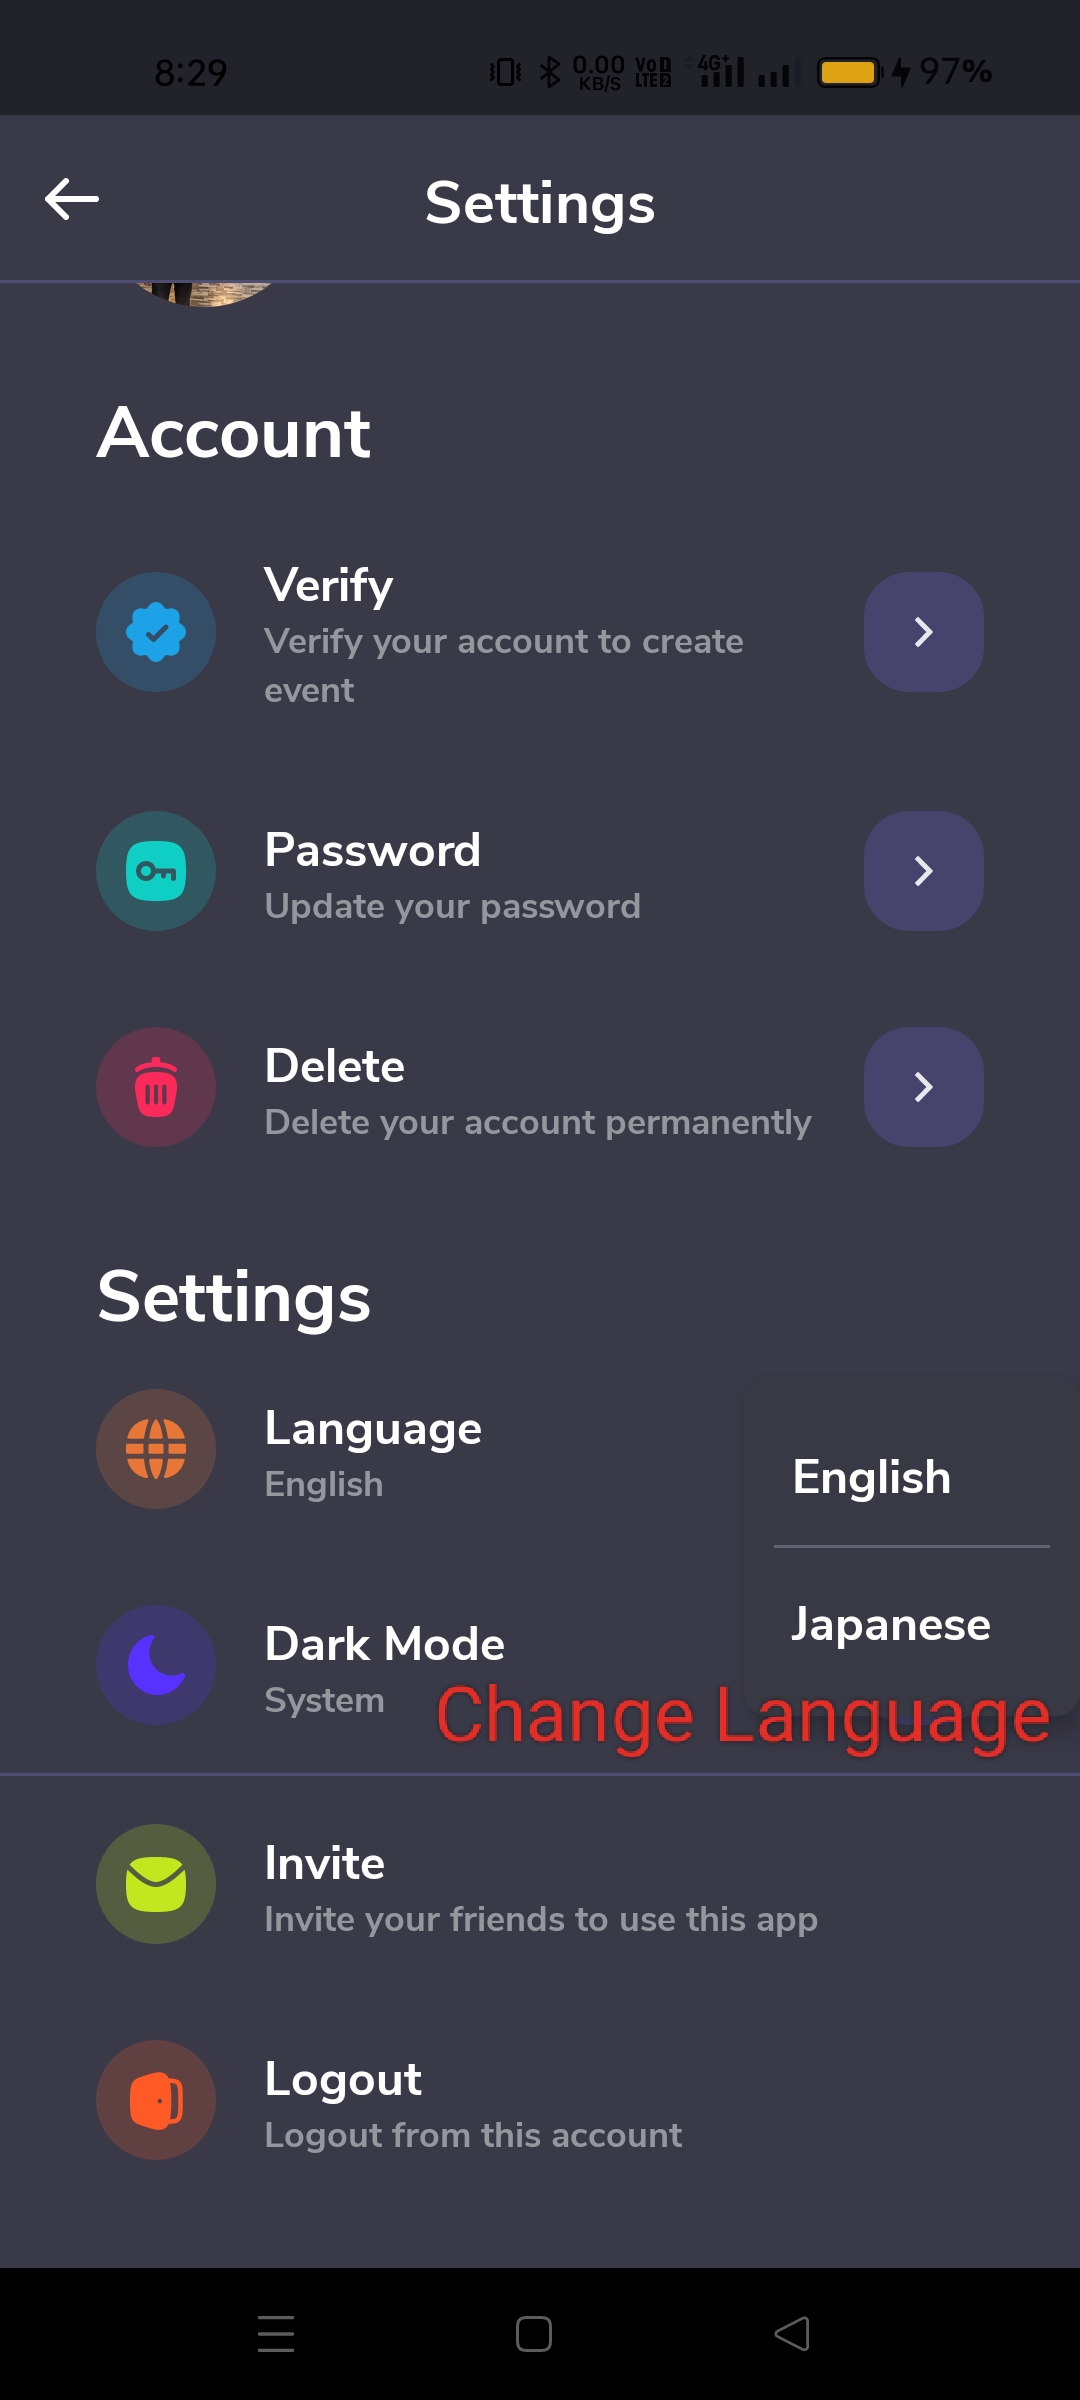 8:29
0.00 KB/S Vo LTE 4G+ 97%
Settings
Account
Verify
Verify your account to create
event
Password
Update your password
Delete
Delete your account permanently
Settings
Language
English
English
Japanese
Dark Mode
System
Change Language
Invite
Invite your friends to use this app
Logout
Logout from this account